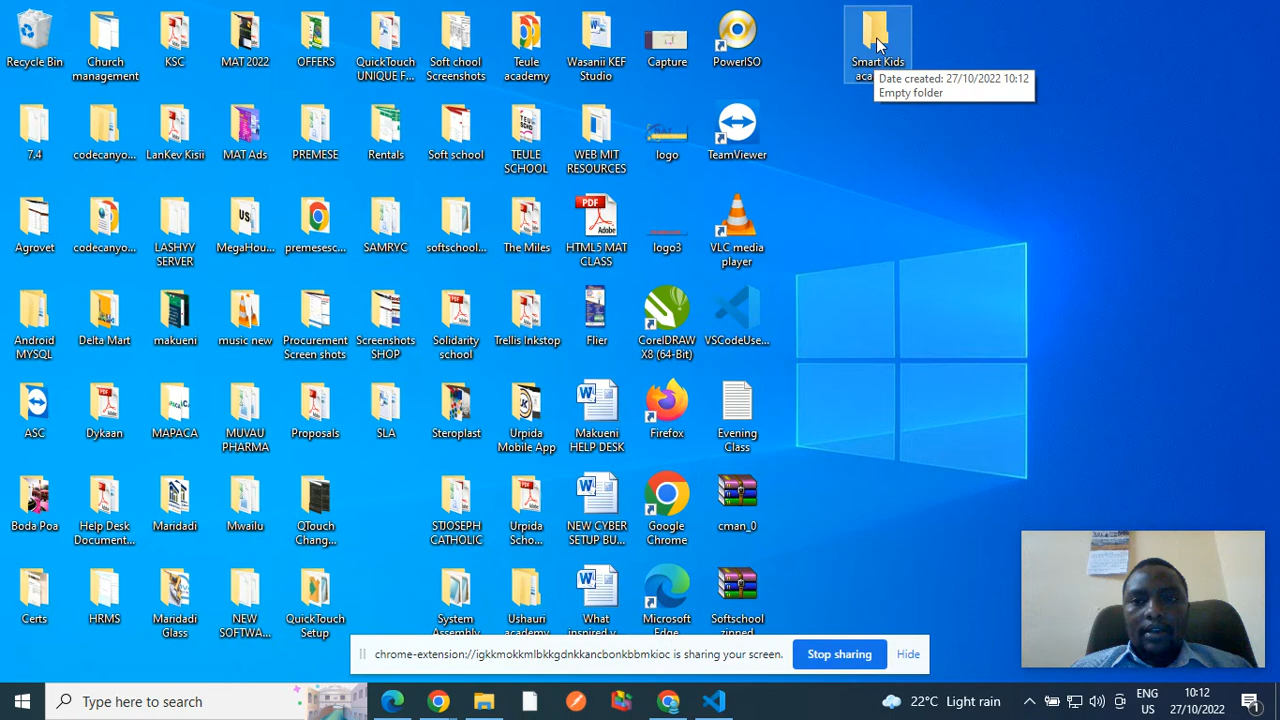 Recycle Bin
Church
management
KSC
MAT 2022
OFFERS
QuickTouch
UNIQUE F...
Soft chool
Screenshots
Teule
academy
Wasanii KEF
Studio
Capture
PowerISO
Smart Kids
Date created: 27/10/2022 10:12
Empty folder
7.4
codecanyo...
LanKev Kisii
MAT Ads
PREMESE
Rentals
Soft school
TEULE
SCHOOL
WEB MIT
RESOURCES
logo
TeamViewer
Agrovet
codecanyo...
LASHYY
SERVER
MegaHou...
premesesc...
SAMRYC
softschool...
The Miles
HTML5 MAT
CLASS
logo3
VLC media
player
Android
MYSQL
Delta Mart
makueni
music new
Procurement
Screen shots
Screenshots
SHOP
Solidarity
school
Trellis Inkstop
Flier
CorelDRAW
X8 (64-Bit)
VSCodeUse...
ASC
Dykaan
MAPACA
MUVAU
PHARMA
Proposals
SLA
Steroplast
Urpida
Mobile App
Makueni
HELP DESK
Firefox
Evening
Class
Boda Poa
Help Desk
Document...
Maridadi
Mwailu
QTouch
Chang...
STJOSEPH
CATHOLIC
Urpida
Scho...
NEW CYBER
SETUP BU...
Google
Chrome
cman_0
Certs
HRMS
Maridadi
Glass
NEW
SOFTWA...
QuickTouch
Setup
System
Assembly
Ushauri
academy
What
inspired y...
Microsoft
Edge
Softschool
zipped
chrome-extension://igkkmokkmlbkkgdnkkancbonkbbmkioc is sharing your screen.
Stop sharing
Hide
Type here to search
22°C Light rain
ENG
US
10:12
27/10/2022